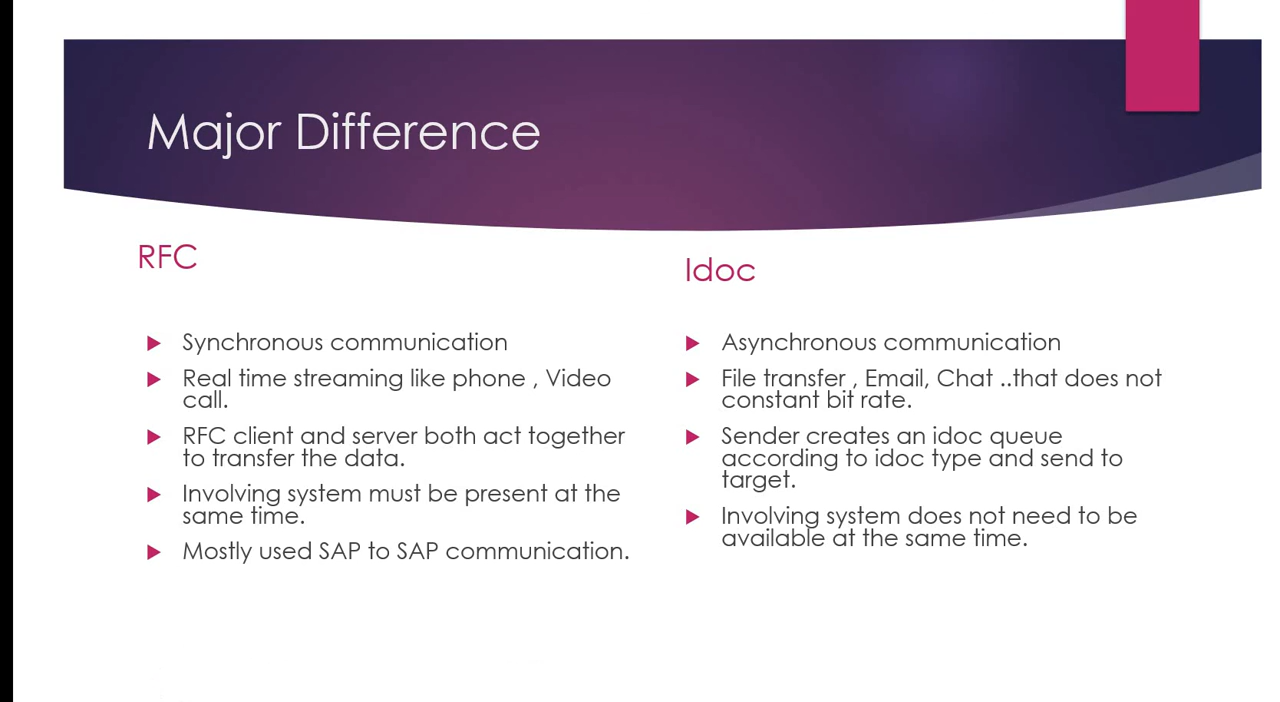 Major Difference
RFC
Synchronous communication
Real time streaming like phone , Video
call.
RFC client and server both act together
to transfer the data.
Involving system must be present at the
same time.
Mostly used SAP to SAP communication.
Idoc
Asynchronous communication
File transfer , Email, Chat ..that does not
constant bit rate.
Sender creates an idoc queue
according to idoc type and send to
target.
Involving system does not need to be
available at the same time.